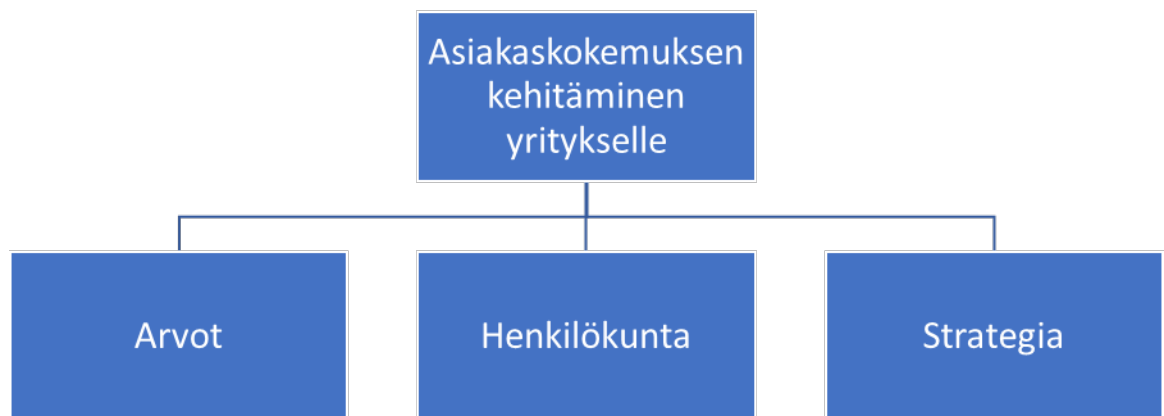 Asiakaskokemuksen
kehitäminen
yritykselle
Arvot
Henkilökunta
Strategia